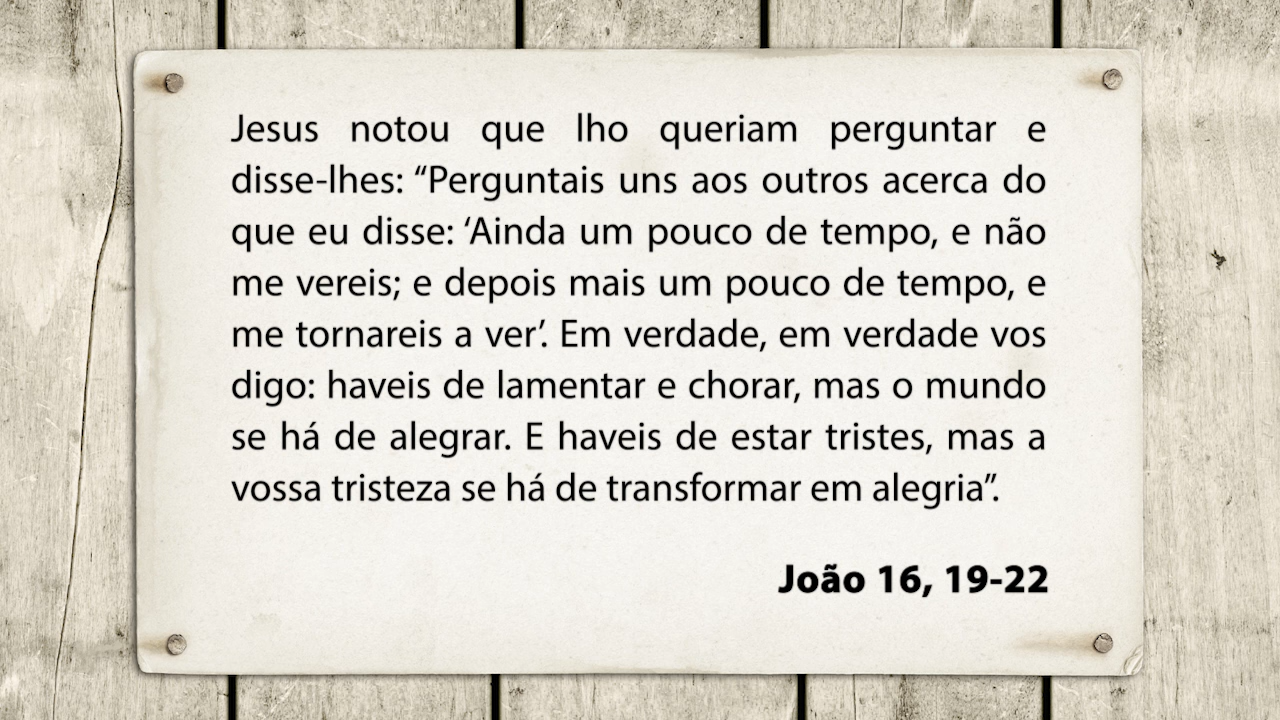 Jesus notou que lho queriam perguntar e
disse-lhes: “Perguntais uns aos outros acerca do
que eu disse: ‘Ainda um pouco de tempo, e não
me vereis; e depois mais um pouco de tempo, e
me tornareis a ver’. Em verdade, em verdade vos
digo: haveis de lamentar e chorar, mas o mundo
se há de alegrar. E haveis de estar tristes, mas a
vossa tristeza se há de transformar em alegria”.
João 16, 19-22